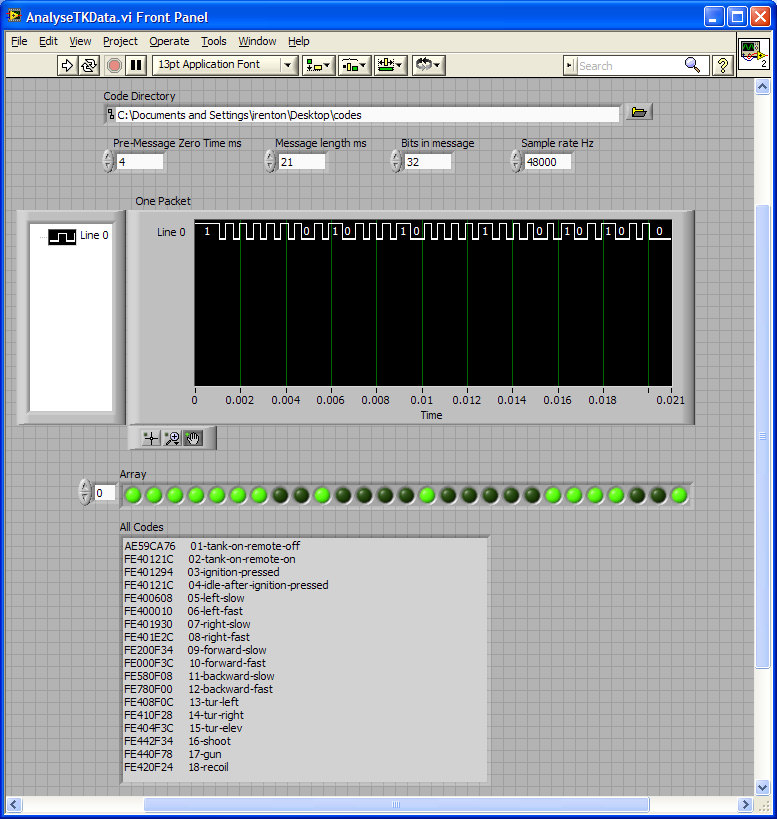 AnalyseTKData.vi Front Panel
File Edit View Project Operate Tools Window Help
13pt Application Font Search ? 2
Code Directory
C:\Documents and Settings\irenton\Desktop\codes
Pre-Message Zero Time ms Message length ms Bits in message Sample rate Hz
4 21 32 48000
One Packet
Line 0 Line 0 1 0 1 0 1 0 1 0 1 0 1 0 0
0 0.002 0.004 0.006 0.008 0.01 0.012 0.014 0.016 0.018 0.021
Time
Array
0
All Codes
AE59CA76 01-tank-on-remote-off
FE40121C 02-tank-on-remote-on
FE401294 03-ignition-pressed
FE40121C 04-idle-after-ignition-pressed
FE400608 05-left-slow
FE400010 06-left-fast
FE401930 07-right-slow
FE401E2C 08-right-fast
FE200F34 09-forward-slow
FE000F3C 10-forward-fast
FE580F08 11-backward-slow
FE780F00 12-backward-fast
FE408F0C 13-tur-left
FE410F28 14-tur-right
FE404F3C 15-tur-elev
FE442F34 16-shoot
FE440F78 17-gun
FE420F24 18-recoil